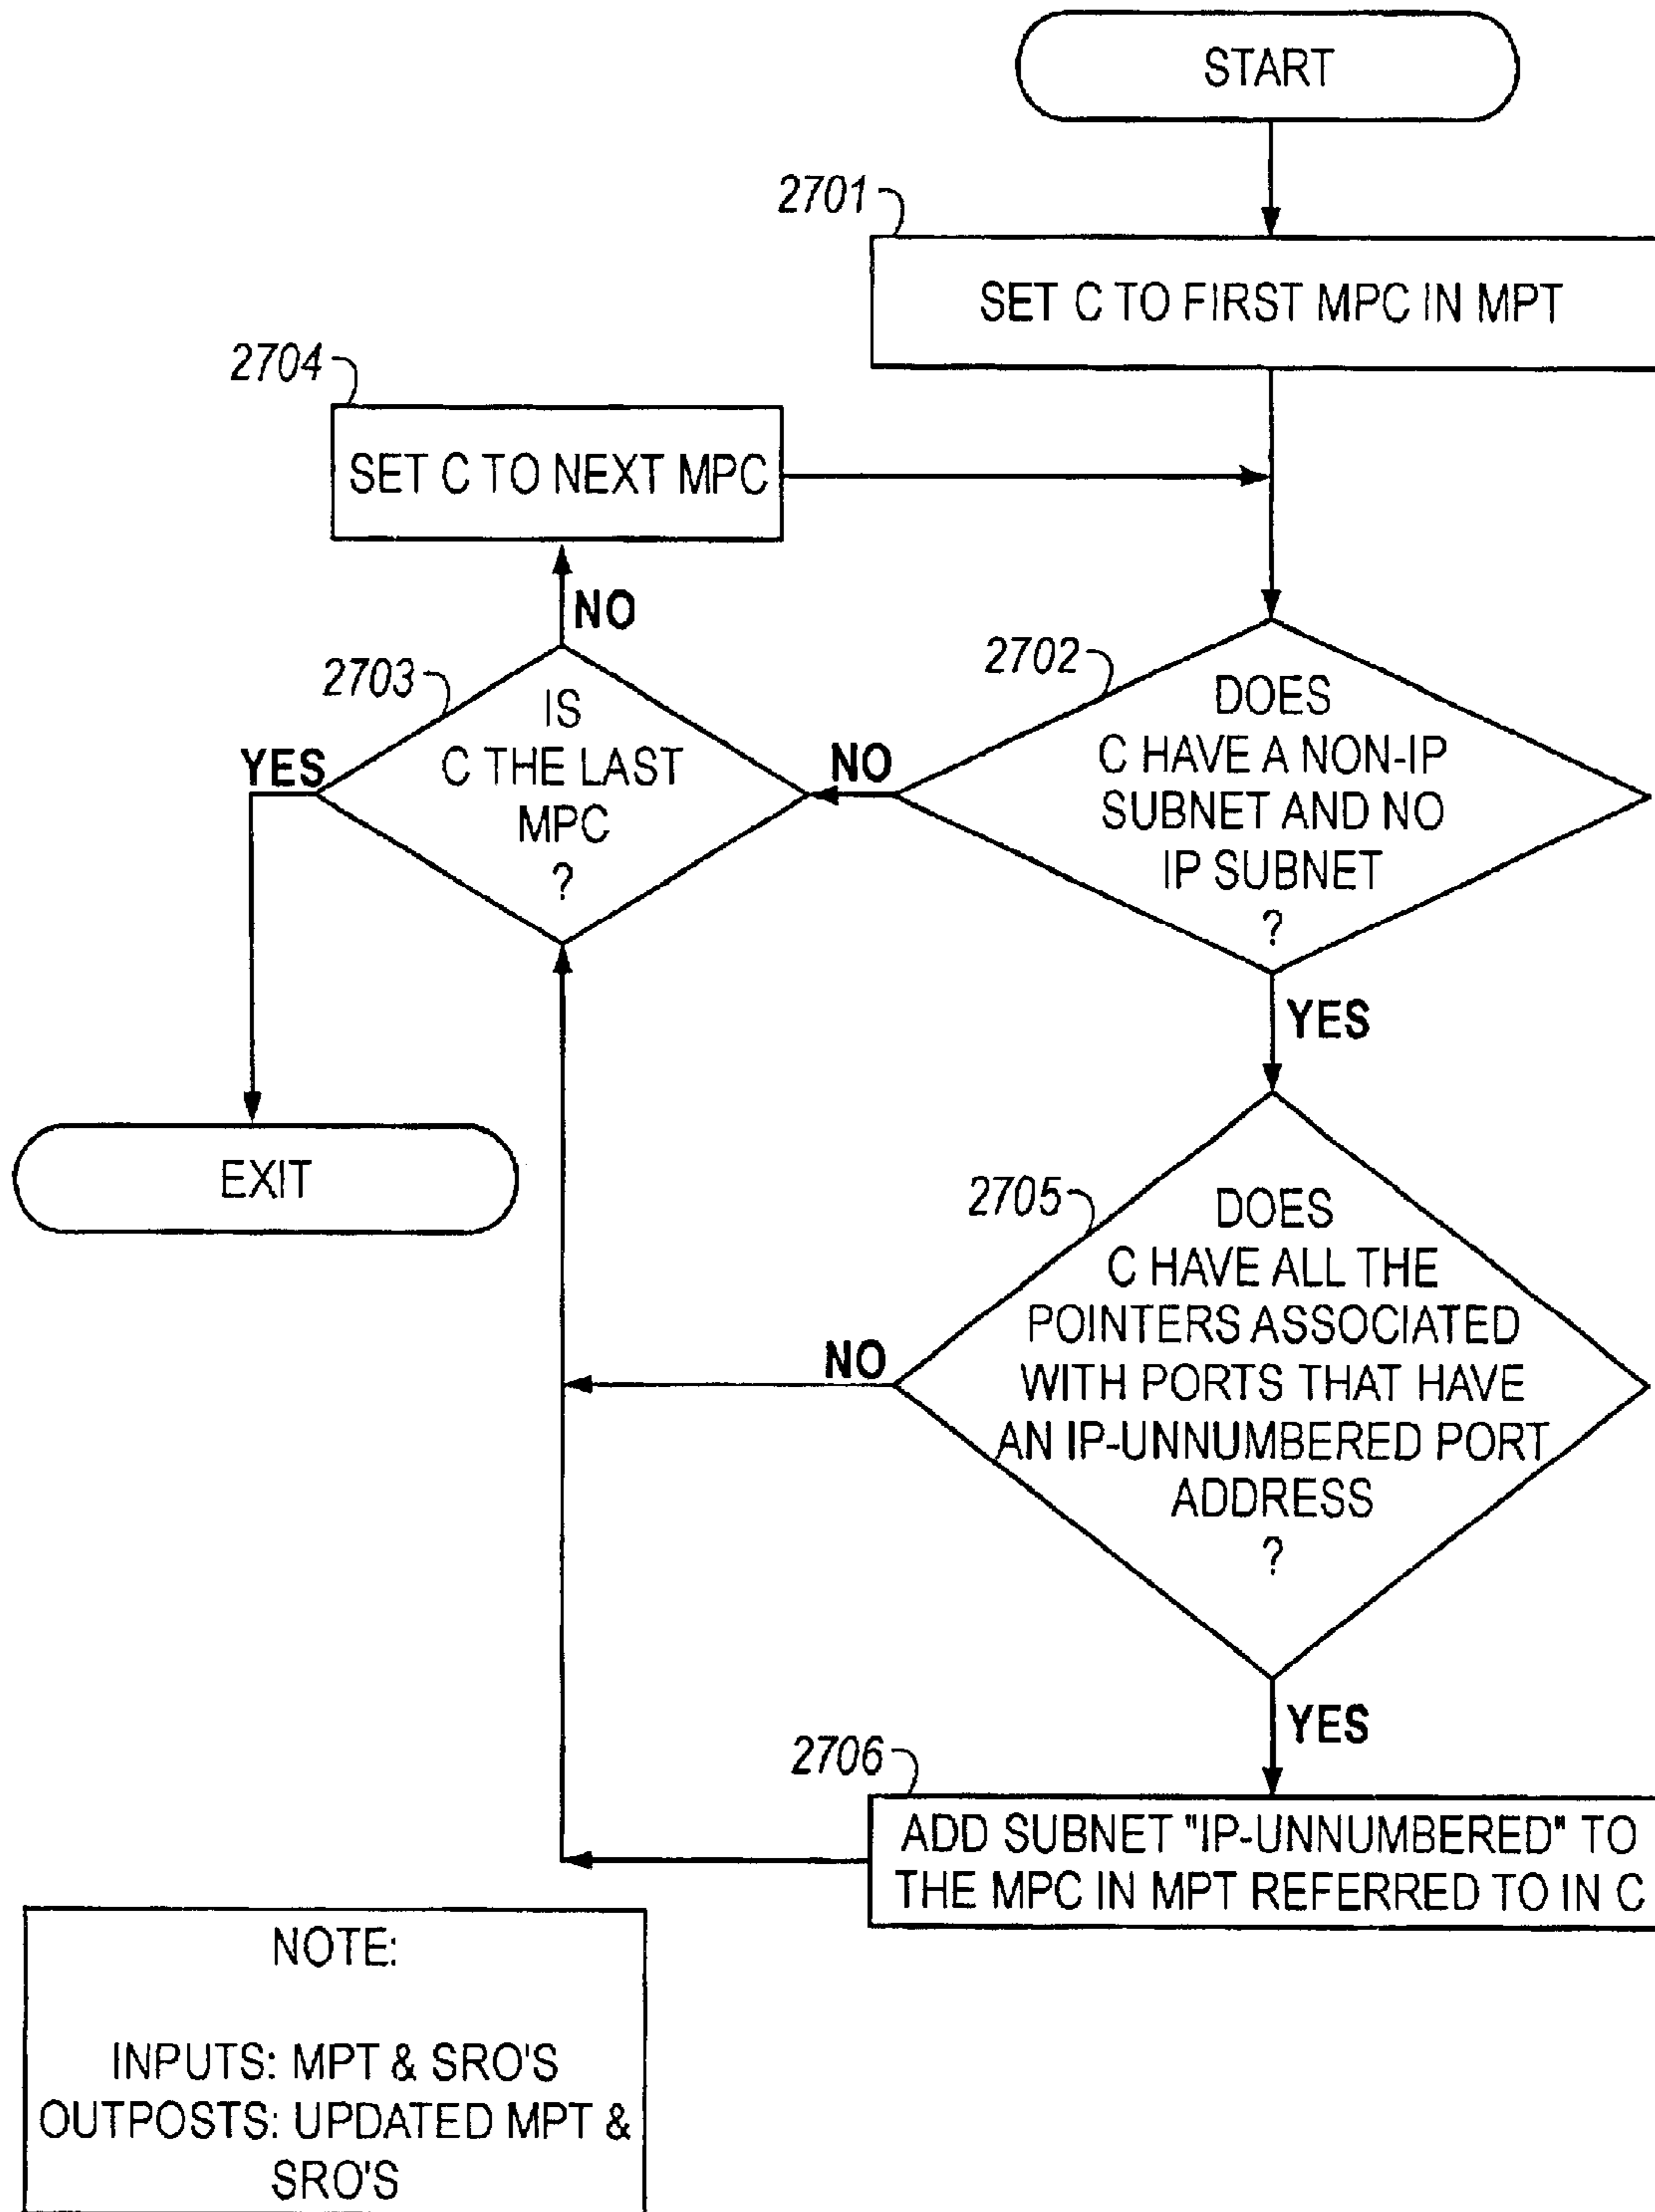 START
2701
SET C TO FIRST MPC IN MPT
2704
SET C TO NEXT MPC
NO
2703
IS
C THE LAST
MPC
?
YES
NO
2702
DOES
C HAVE A NON-IP
SUBNET AND NO
IP SUBNET
?
YES
EXIT
2705
DOES
C HAVE ALL THE
POINTERS ASSOCIATED
WITH PORTS THAT HAVE
AN IP-UNNUMBERED PORT
ADDRESS
?
NO
YES
2706
ADD SUBNET "IP-UNNUMBERED" TO
THE MPC IN MPT REFERRED TO IN C
NOTE:
INPUTS: MPT & SRO'S
OUTPOSTS: UPDATED MPT &
SRO'S